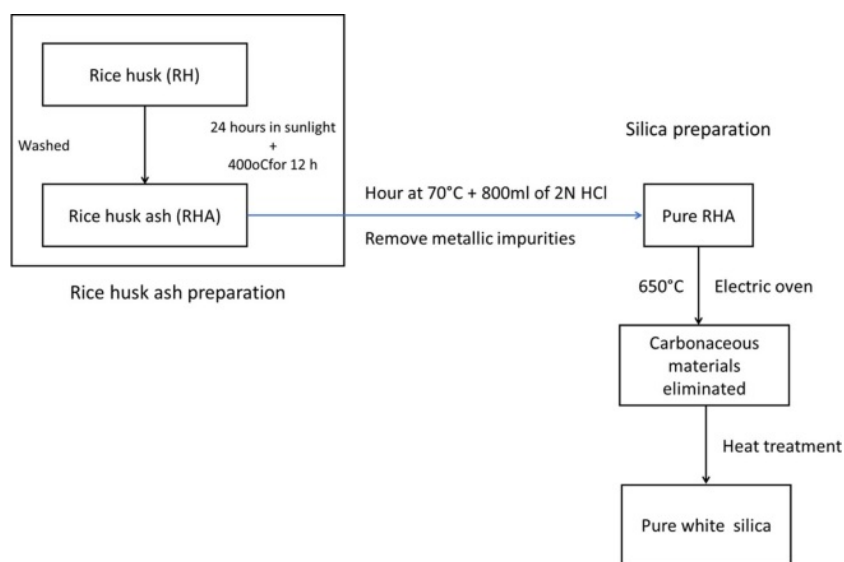 Rice husk (RH)
Washed
24 hours in sunlight
+
400oCfor 12 h
Rice husk ash (RHA)
Rice husk ash preparation
Hour at 70°C + 800ml of 2N HCl
Remove metallic impurities
Silica preparation
Pure RHA
650°C
Electric oven
Carbonaceous
materials
eliminated
Heat treatment
Pure white silica